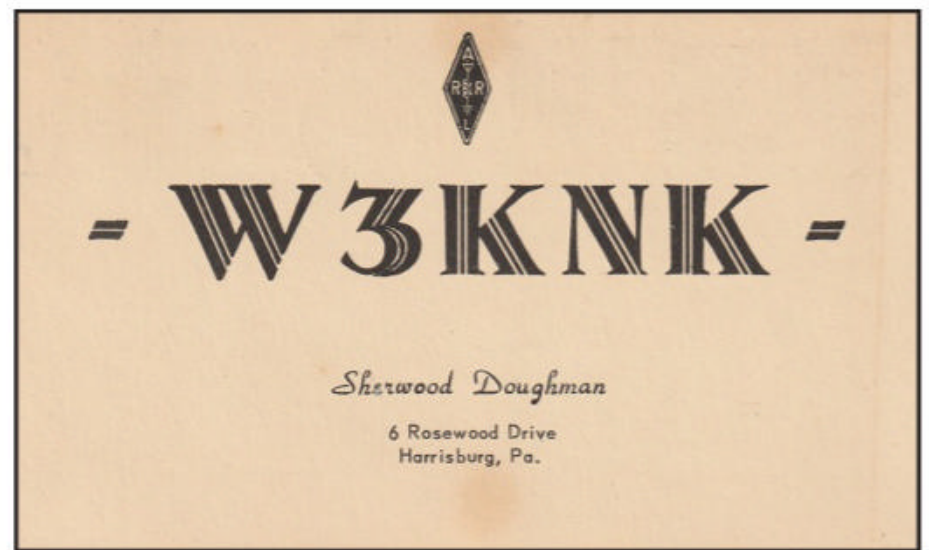 A
R R
L
= W3KNK =
Sherwood Doughman
6 Rosewood Drive
Harrisburg, Pa.